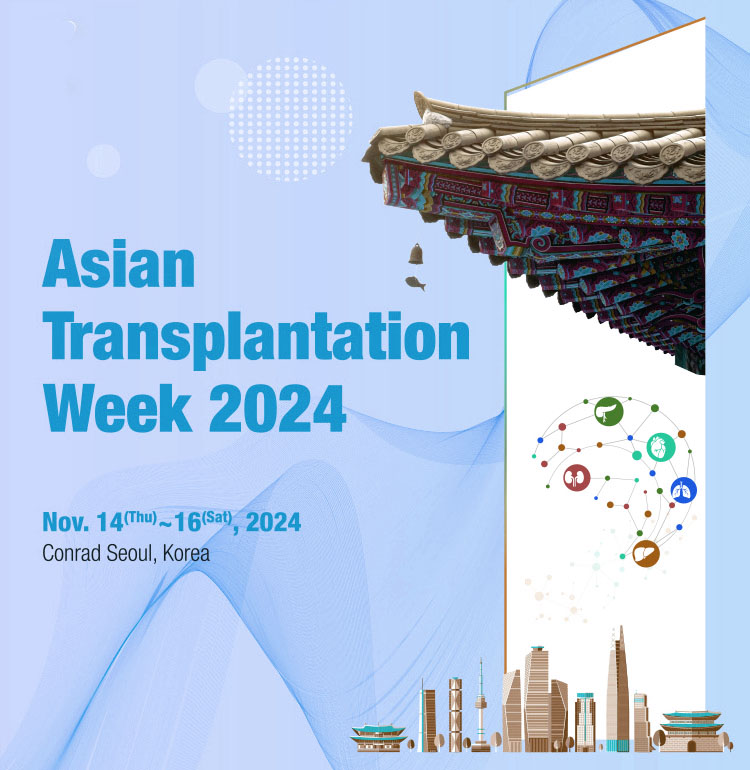 Asian
Transplantation
Week 2024
Nov. 14(Thu)~16(Sat), 2024
Conrad Seoul, Korea